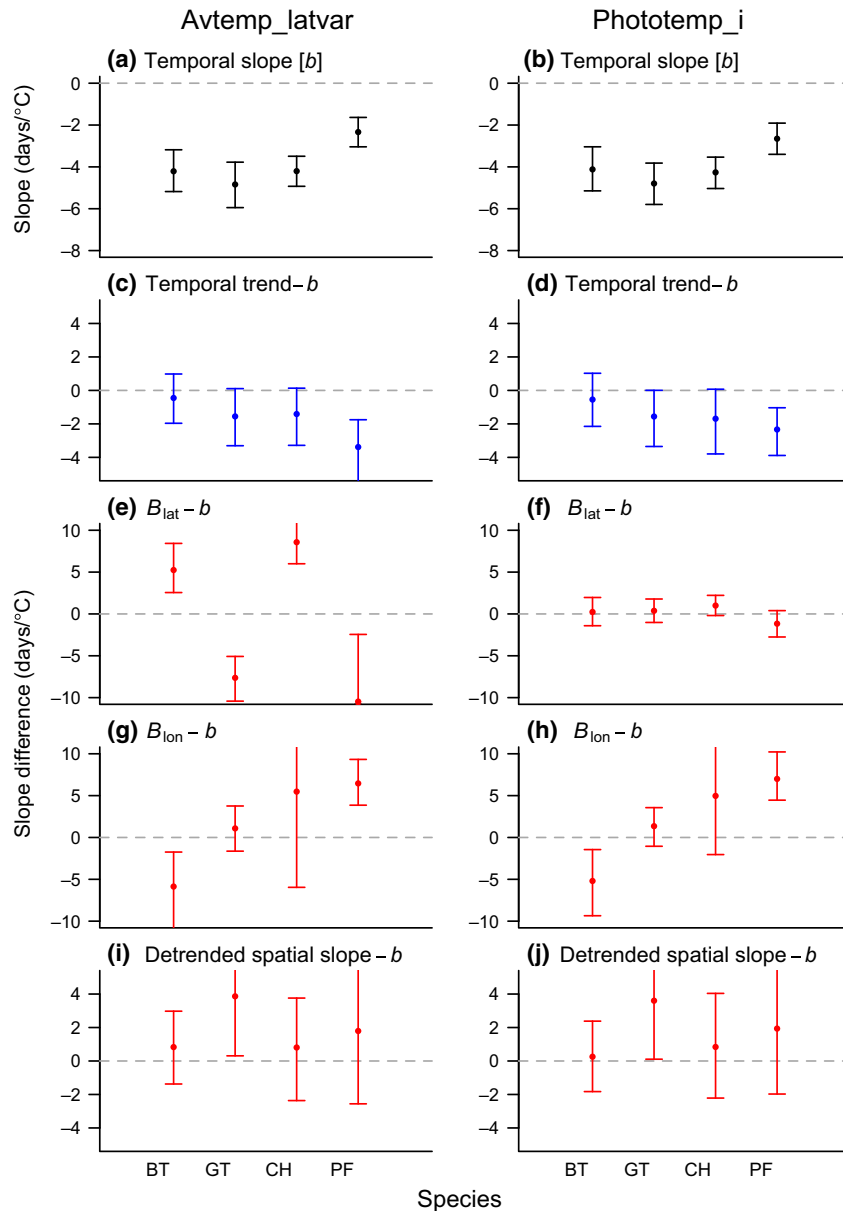 Avtemp_latvar Phototemp_i
(a) Temporal slope [b] (b) Temporal slope [b]
Slope (days/°C)
0 0
–2 –2
–4 –4
–6 –6
–8 –8
(c) Temporal trend– b (d) Temporal trend– b
4 4
2 2
0 0
–2 –2
–4 –4
Slope difference (days/°C)
(e) Blat – b (f) Blat – b
10 10
5 5
0 0
–5 –5
–10 –10
(g) Blon – b (h) Blon – b
10 10
5 5
0 0
–5 –5
–10 –10
(i) Detrended spatial slope – b (j) Detrended spatial slope – b
4 4
2 2
0 0
–2 –2
–4 –4
BT GT CH PF BT GT CH PF
Species